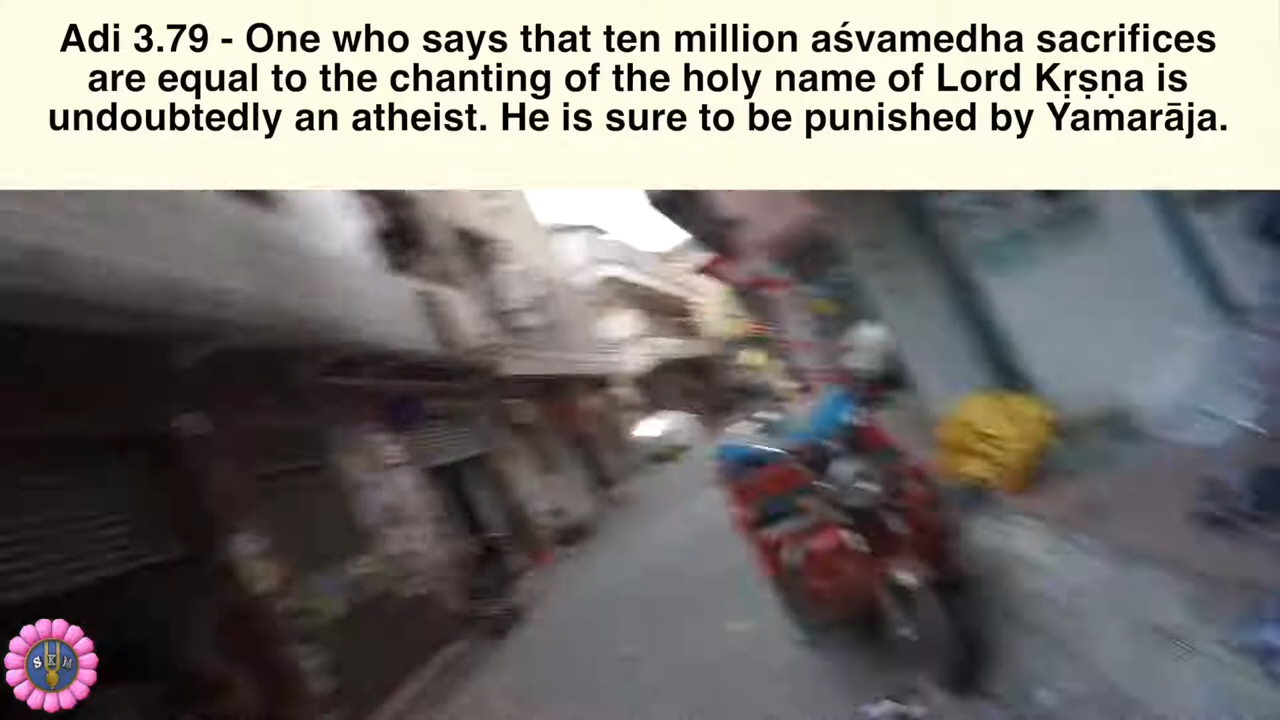 Adi 3.79 - One who says that ten million aśvamedha sacrifices
are equal to the chanting of the holy name of Lord Kṛṣṇa is
undoubtedly an atheist. He is sure to be punished by Yamarāja.
SKM